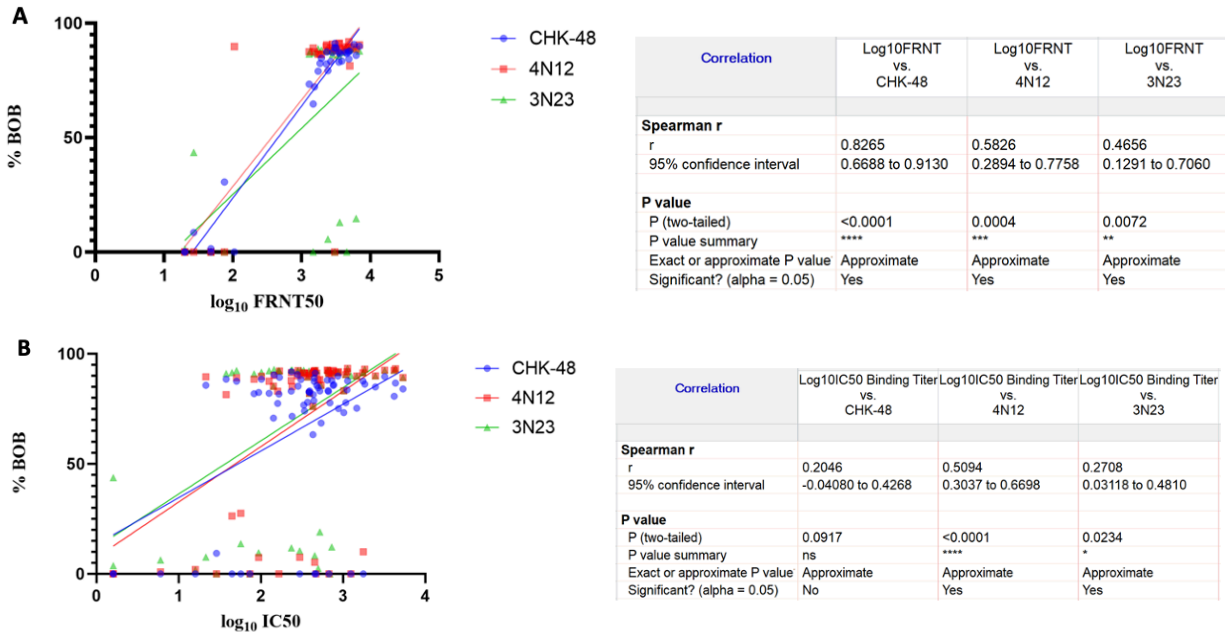 A
100
CHK-48
4N12
3N23
% BOB
50
0
0 1 2 3 4 5
log10 FRNT50
Correlation Log10FRNT vs. CHK-48 Log10FRNT vs. 4N12 Log10FRNT vs. 3N23
Spearman r
r 0.8265 0.5826 0.4656
95% confidence interval 0.6688 to 0.9130 0.2894 to 0.7758 0.1291 to 0.7060
P value
P (two-tailed) <0.0001 0.0004 0.0072
P value summary **** *** **
Exact or approximate P value Approximate Approximate Approximate
Significant? (alpha = 0.05) Yes Yes Yes
B
100
CHK-48
4N12
3N23
% BOB
50
0
0 1 2 3 4
log10 IC50
Correlation Log10IC50 Binding Titer vs. CHK-48 Log10IC50 Binding Titer vs. 4N12 Log10IC50 Binding Titer vs. 3N23
Spearman r
r 0.2046 0.5094 0.2708
95% confidence interval -0.04080 to 0.4268 0.3037 to 0.6698 0.03118 to 0.4810
P value
P (two-tailed) 0.0917 <0.0001 0.0234
P value summary ns **** *
Exact or approximate P value Approximate Approximate Approximate
Significant? (alpha = 0.05) No Yes Yes